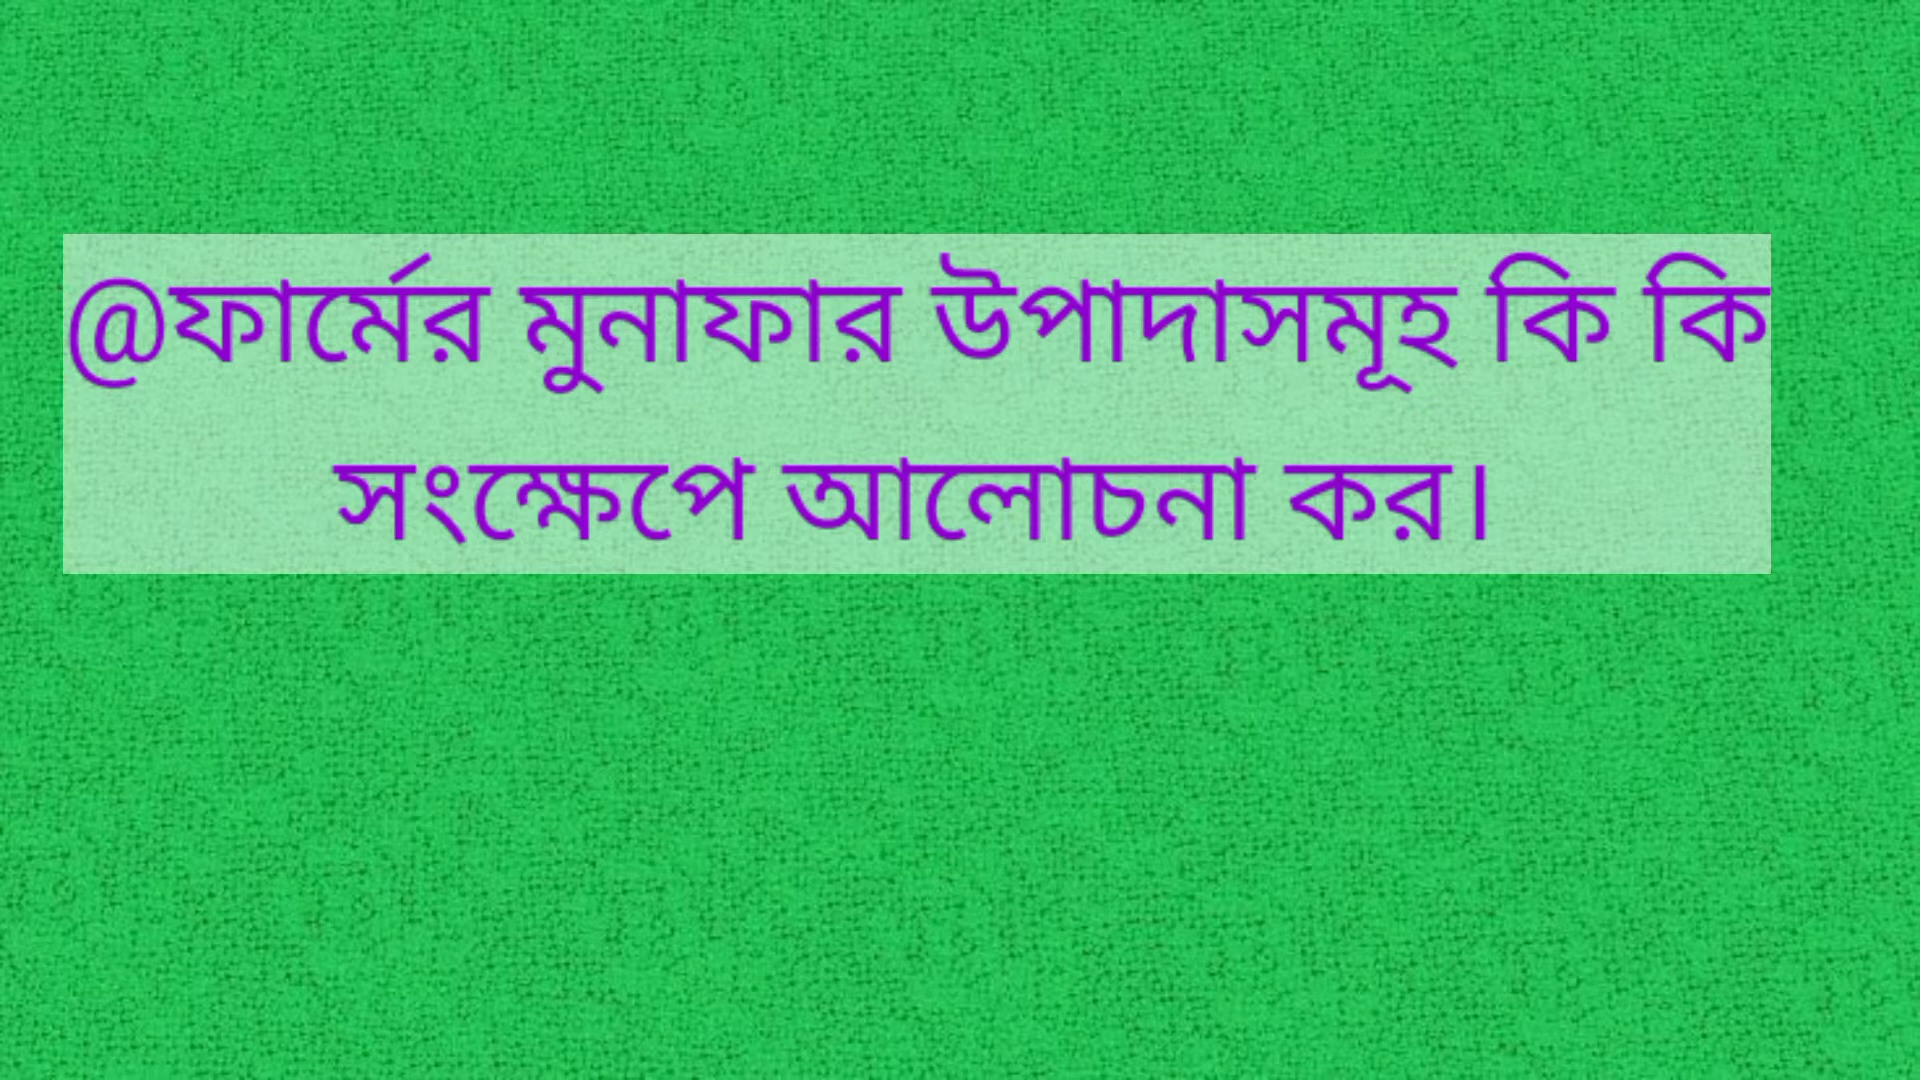 @ফার্মের মুনাফার উপাদাসমূহ কি কি
সংক্ষেপে আলোচনা কর।